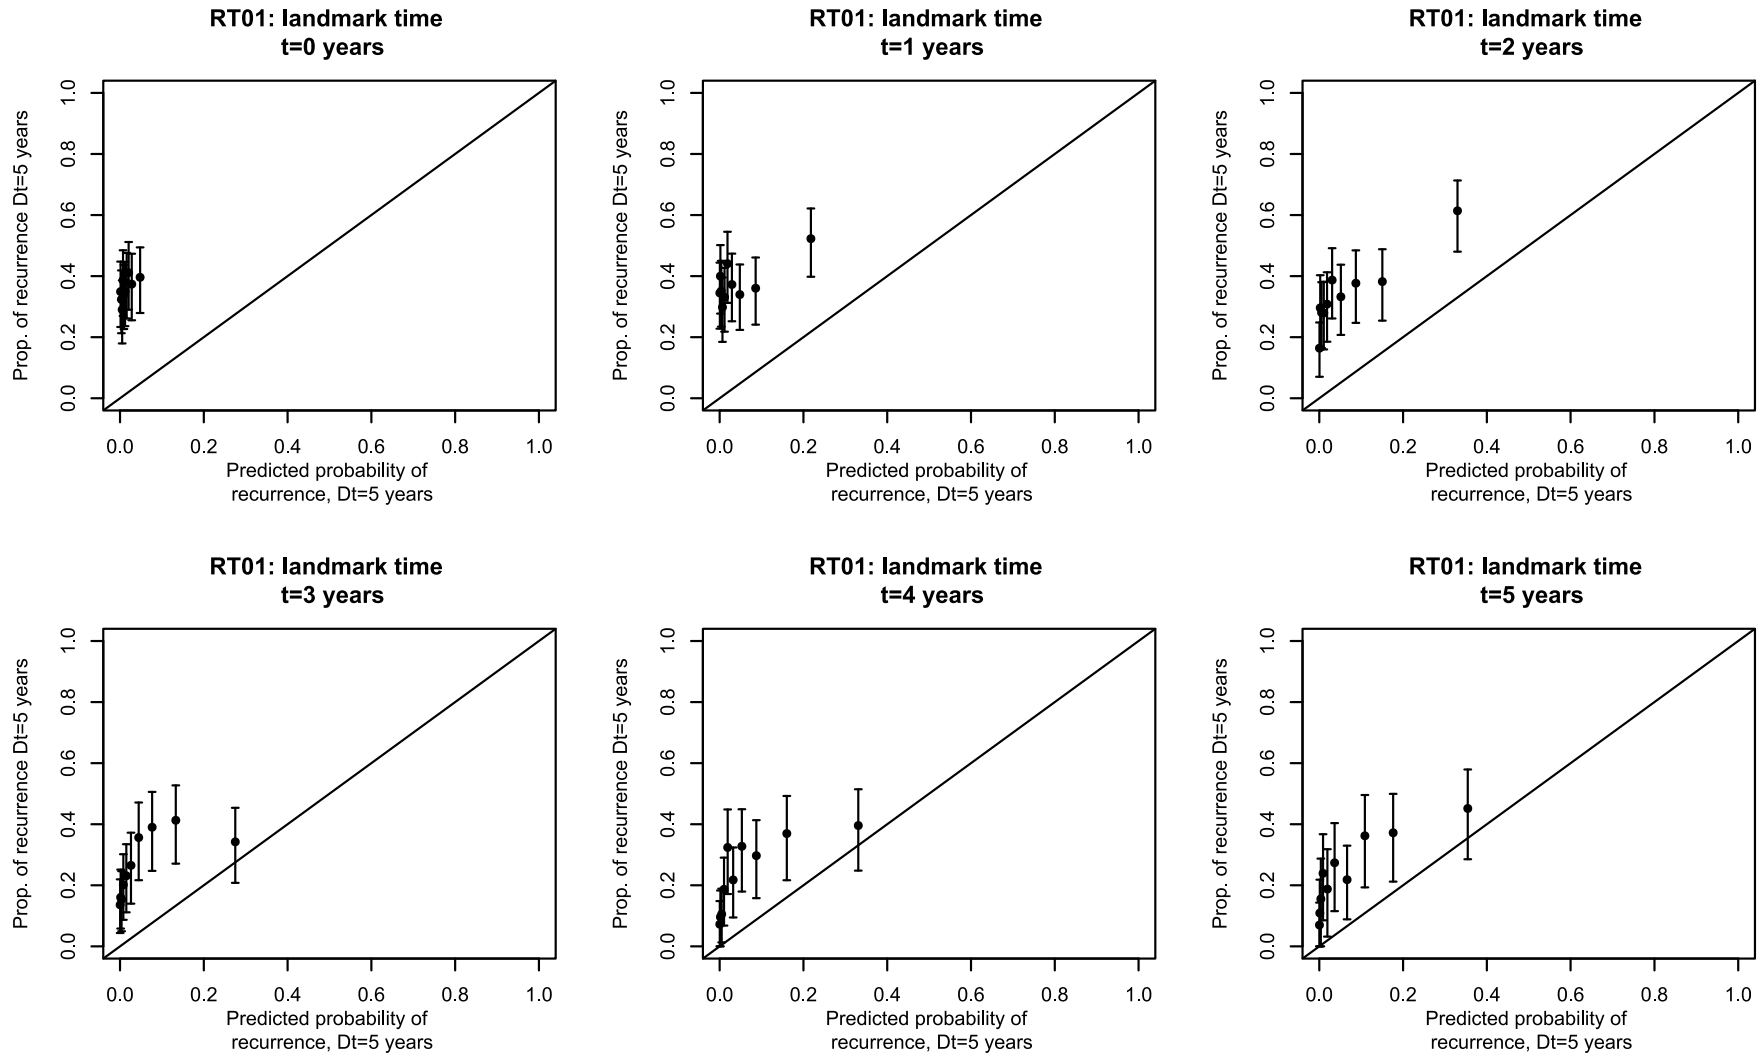 RT01: landmark time
t=0 years
Prop. of recurrence Dt=5 years
1.0
0.8
0.6
0.4
0.2
0.0
0.0 0.2 0.4 0.6 0.8 1.0
Predicted probability of
recurrence, Dt=5 years
RT01: landmark time
t=1 years
Prop. of recurrence Dt=5 years
1.0
0.8
0.6
0.4
0.2
0.0
0.0 0.2 0.4 0.6 0.8 1.0
Predicted probability of
recurrence, Dt=5 years
RT01: landmark time
t=2 years
Prop. of recurrence Dt=5 years
1.0
0.8
0.6
0.4
0.2
0.0
0.0 0.2 0.4 0.6 0.8 1.0
Predicted probability of
recurrence, Dt=5 years
RT01: landmark time
t=3 years
Prop. of recurrence Dt=5 years
1.0
0.8
0.6
0.4
0.2
0.0
0.0 0.2 0.4 0.6 0.8 1.0
Predicted probability of
recurrence, Dt=5 years
RT01: landmark time
t=4 years
Prop. of recurrence Dt=5 years
1.0
0.8
0.6
0.4
0.2
0.0
0.0 0.2 0.4 0.6 0.8 1.0
Predicted probability of
recurrence, Dt=5 years
RT01: landmark time
t=5 years
Prop. of recurrence Dt=5 years
1.0
0.8
0.6
0.4
0.2
0.0
0.0 0.2 0.4 0.6 0.8 1.0
Predicted probability of
recurrence, Dt=5 years